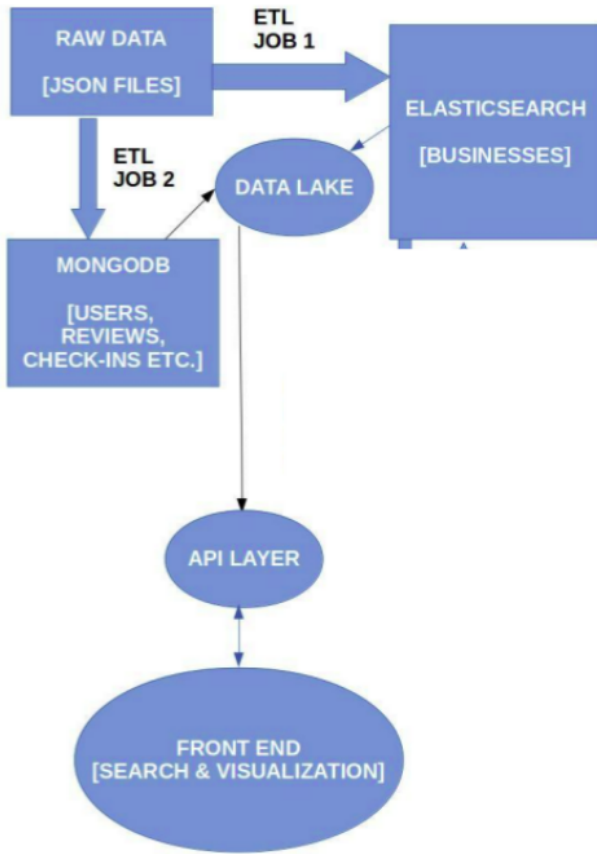 RAW DATA
[JSON FILES]
ETL
JOB 1
ELASTICSEARCH
[BUSINESSES]
ETL
JOB 2
DATA LAKE
MONGODB
[USERS,
REVIEWS,
CHECK-INS ETC.]
API LAYER
FRONT END
[SEARCH & VISUALIZATION]